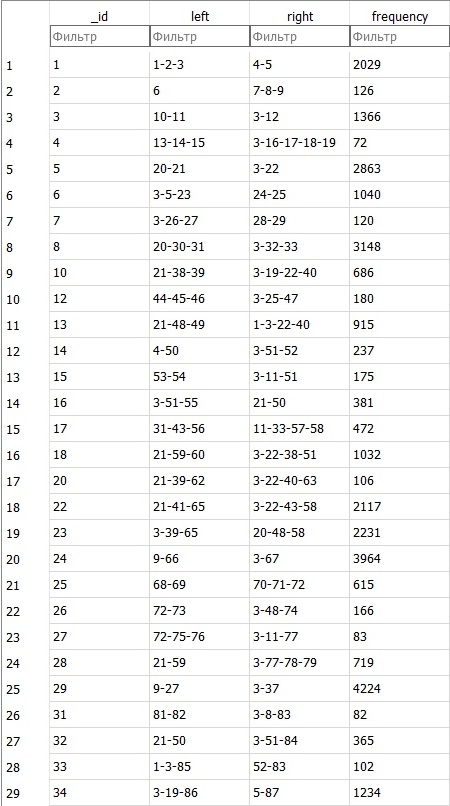 _id left right frequency
Фильтр Фильтр Фильтр Фильтр
1 1 1-2-3 4-5 2029
2 2 6 7-8-9 126
3 3 10-11 3-12 1366
4 4 13-14-15 3-16-17-18-19 72
5 5 20-21 3-22 2863
6 6 3-5-23 24-25 1040
7 7 3-26-27 28-29 120
8 8 20-30-31 3-32-33 3148
9 10 21-38-39 3-19-22-40 686
10 12 44-45-46 3-25-47 180
11 13 21-48-49 1-3-22-40 915
12 14 4-50 3-51-52 237
13 15 53-54 3-11-51 175
14 16 3-51-55 21-50 381
15 17 31-43-56 11-33-57-58 472
16 18 21-59-60 3-22-38-51 1032
17 20 21-39-62 3-22-40-63 106
18 22 21-41-65 3-22-43-58 2117
19 23 3-39-65 20-48-58 2231
20 24 9-66 3-67 3964
21 25 68-69 70-71-72 615
22 26 72-73 3-48-74 166
23 27 72-75-76 3-11-77 83
24 28 21-59 3-77-78-79 719
25 29 9-27 3-37 4224
26 31 81-82 3-8-83 82
27 32 21-50 3-51-84 365
28 33 1-3-85 52-83 102
29 34 3-19-86 5-87 1234